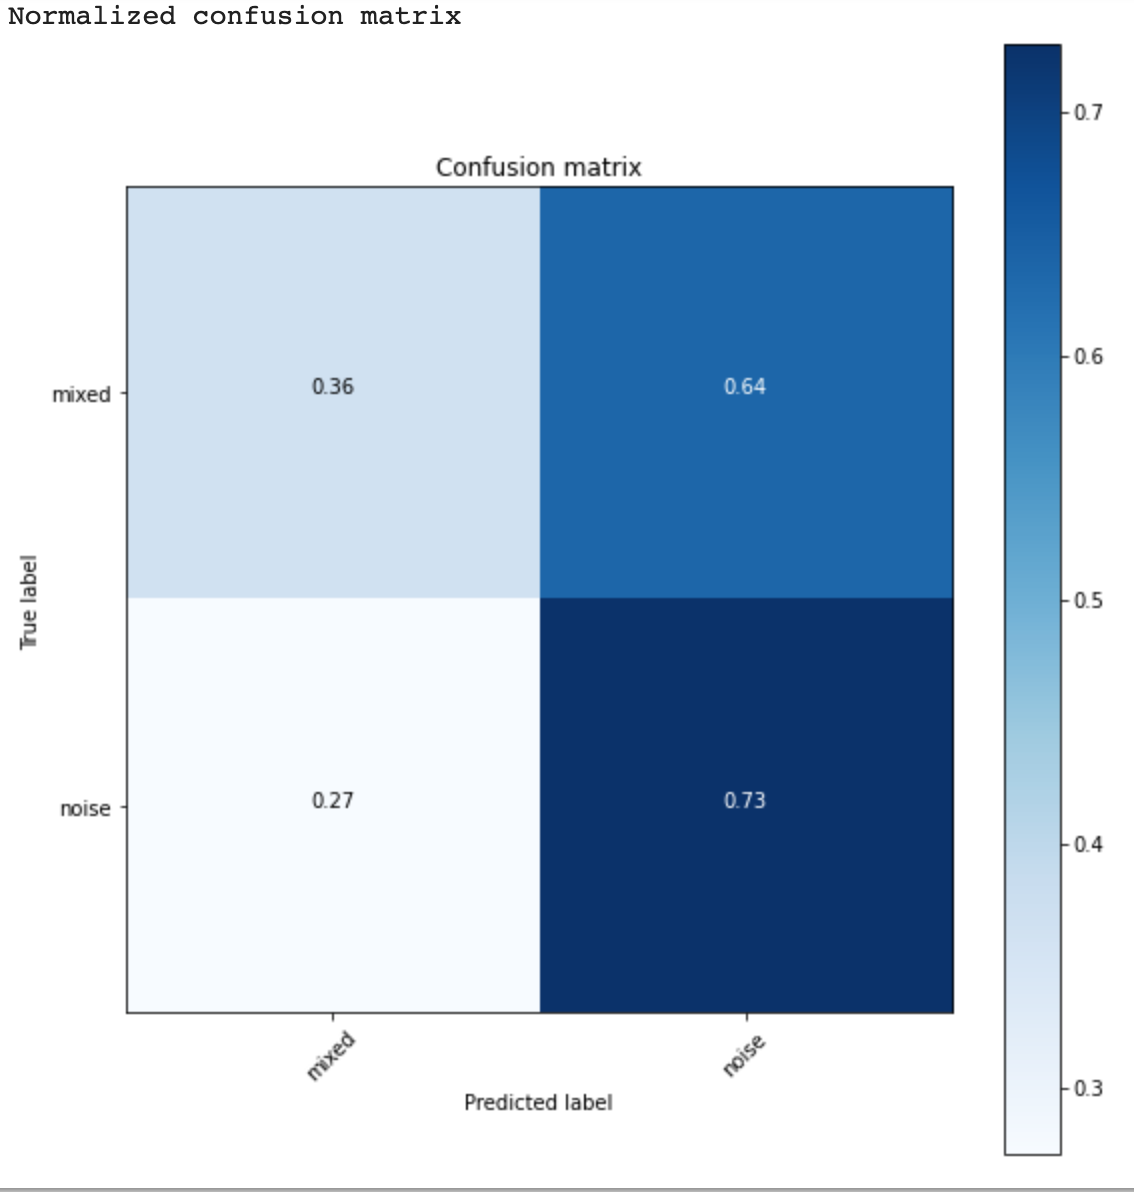 Normalized confusion matrix
Confusion matrix
0.7
0.6
0.5
0.4
0.3
True label
mixed
0.36
0.64
noise
0.27
0.73
mixed
noise
Predicted label